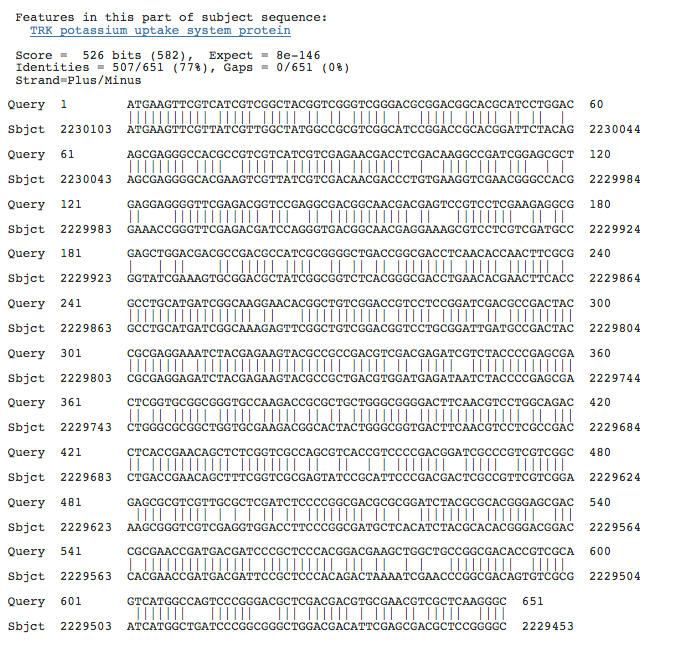 Features in this part of subject sequence:
TRK potassium uptake system protein
Score = 526 bits (582), Expect = 8e-146
Identities = 507/651 (77%), Gaps = 0/651 (0%)
Strand=Plus/Minus
Query 1 ATGAAGTTCGTCATCGTCGGCTACGGTCGGGTCGGGACGCGGACGGCACGCATCCTGGAC 60
Sbjct 2230103 ATGAAGTTCGTTATCGTTGGCTATGGCCGCGTCGGCATCCGGACCGCACGGATTCTACAG 2230044
Query 61 AGCGAGGGCCACGCCGTCGTCATCGTCGAGAACGACCTCGACAAGGCCGATCGGAGCGCT 120
Sbjct 2230043 AGCGAGGGGCACGAAGTCGTTATCGTCGACAACGACCCTGTGAAGGTCGAACGGGCCACG 2229984
Query 121 GAGGAGGGGTTCGAGACGGTCCGAGGCGACGGCAACGACGAGTCCGTCCTCGAAGAGGCG 180
Sbjct 2229983 GAAACCGGGTTCGAGACGATCCAGGGTGACGGCAACGAGGAAAGCGTCCTCGTCGATGCC 2229924
Query 181 GAGCTGGACGACGCCGACGCCATCGCGGGGCTGACCGGCGACCTCAACACCAACTTCGCG 240
Sbjct 2229923 GGTATCGAAAGTGCGGACGCTATCGGCGGTCTCACGGGCGACCTGAACACGAACTTCACC 2229864
Query 241 GCCTGCATGATCGGCAAGGAACACGGCTGTCGGACCGTCCTCCGGATCGACGCCGACTAC 300
Sbjct 2229863 GCCTGCATGATCGGCAAAGAGTTCGGCTGTCGGACGGTCCTGCGGATTGATGCCGACTAC 2229804
Query 301 CGCGAGGAAATCTACGAGAAGTACGCCGCCGACGTCGACGAGATCGTCTACCCCGAGCGA 360
Sbjct 2229803 CGCGAGGAGATCTACGAGAAGTACGCCGCTGACGTGGATGAGATAATCTACCCCGAGCGA 2229744
Query 361 CTCGGTGCGGCGGGTGCCAAGACCGCGCTGCTGGGCGGGGACTTCAACGTCCTGGCAGAC 420
Sbjct 2229743 CTGGGCGCGGCTGGTGCGAAGACGGCACTACTGGGCGGTGACTTCAACGTCCTCGCCGAC 2229684
Query 421 CTCACCGAACAGCTCTCGGTCGCCAGCGTCACCGTCCCCGACGGATCGCCCGTCGTCGGC 480
Sbjct 2229683 CTGACCGAACAGCTTTCGGTCGCGAGTATCCGCATTCCCGACGACTCGCCGTTCGTCGGA 2229624
Query 481 GAGCGCGTCGTTGCGCTCGATCTCCCCGGCGACGCGCGGATCTACGCGCACGGGAGCGAC 540
Sbjct 2229623 AAGCGGGTCGTCGAGGTGGACCTTCCCGGCGATGCTCACATCTACGCACACGGGACGGAC 2229564
Query 541 CGCGAACCGATGACGATCCCGCTCCCACGGACGAAGCTGGCTGCCGGCGACACCGTCGCA 600
Sbjct 2229563 CACGAACCGATGACGATTCCGCTCCCACAGACTAAAATCGAACCCGGCGACAGTGTCGCG 2229504
Query 601 GTCATGGCCAGTCCCGGGACGCTCGACGACGTGCGAACGTCGCTCAAGGGC 651
Sbjct 2229503 ATCATGGCTGATCCCGGCGGGCTGGACGACATTCGAGCGACGCTCCGGGGC 2229453